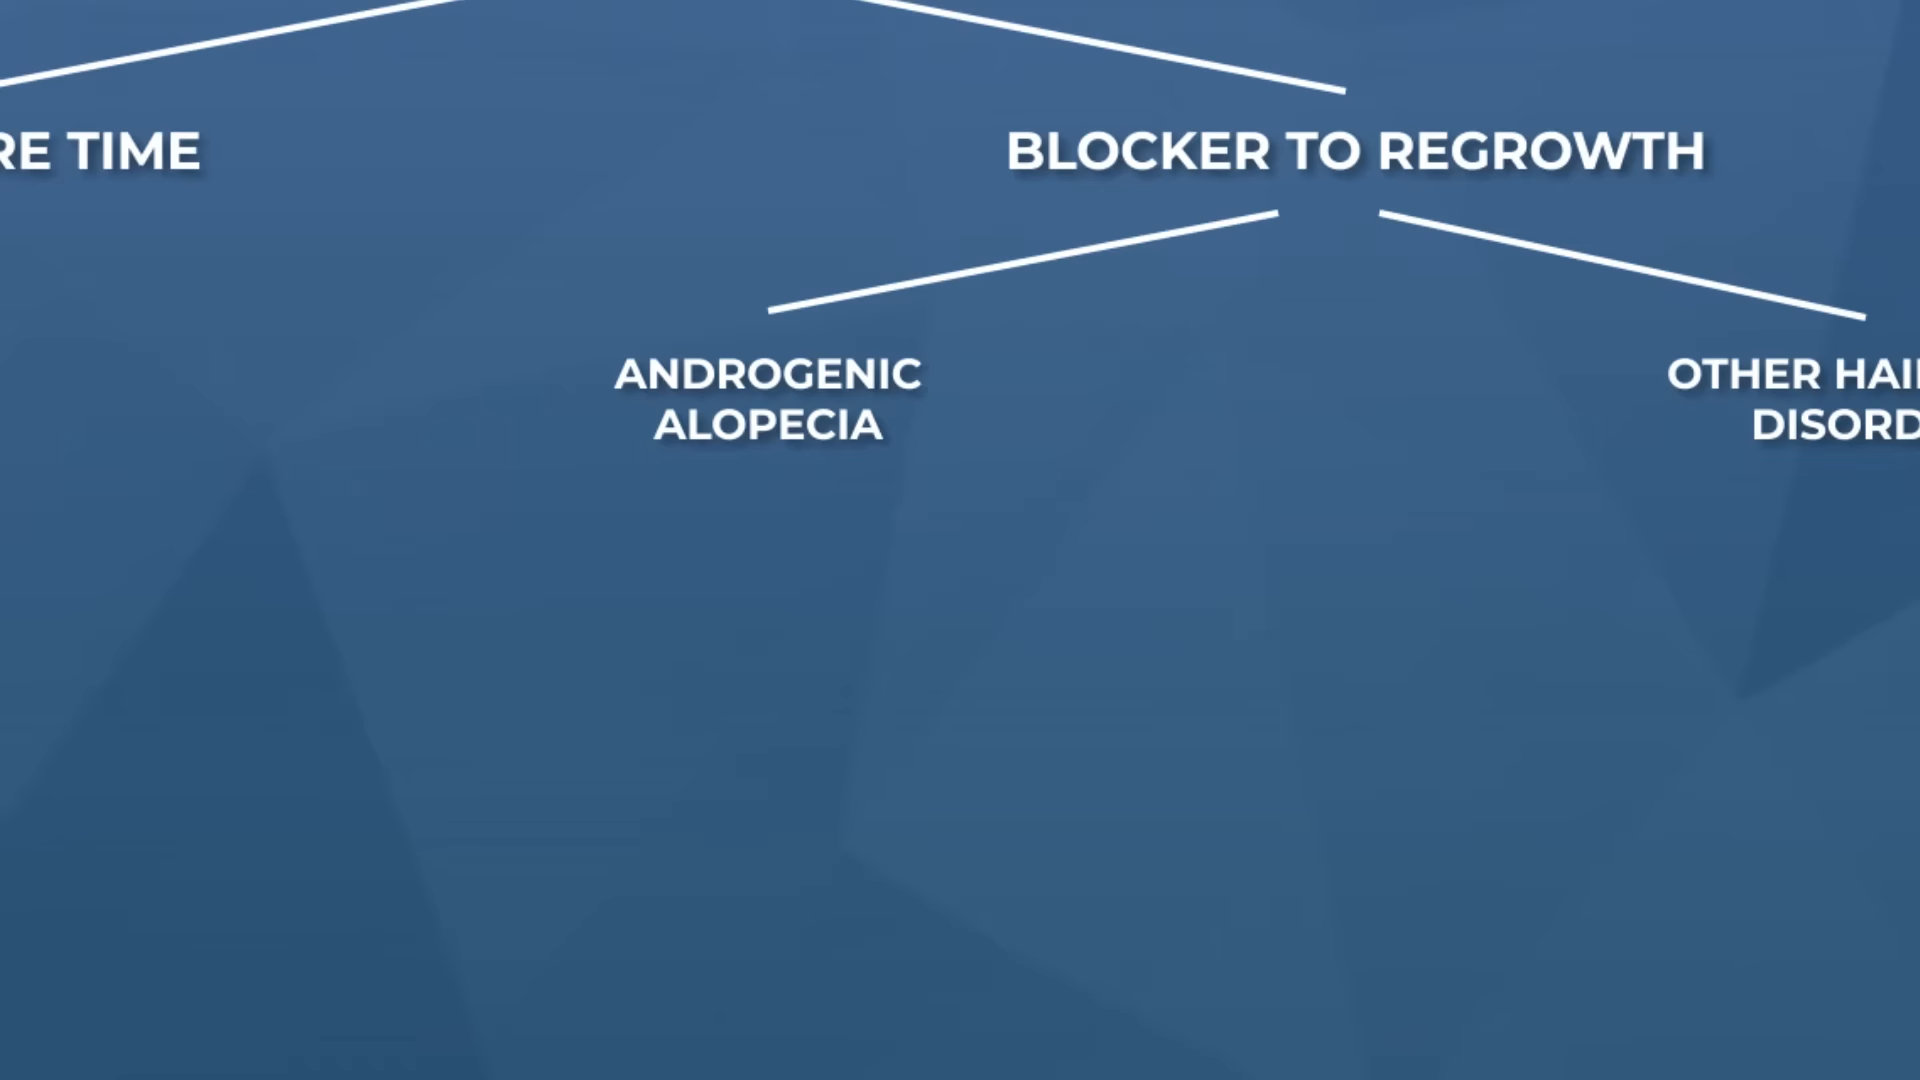 TIME
BLOCKER TO REGROWTH
ANDROGENIC
ALOPECIA
OTHER